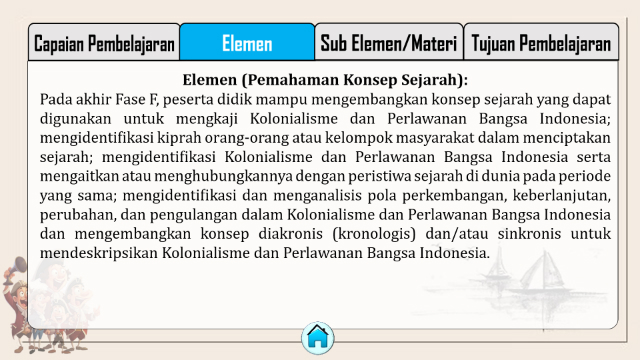 Capaian Pembelajaran
Elemen
Sub Elemen/Materi
Tujuan Pembelajaran
Elemen (Pemahaman Konsep Sejarah):
Pada akhir Fase F, peserta didik mampu mengembangkan konsep sejarah yang dapat
digunakan untuk mengkaji Kolonialisme dan Perlawanan Bangsa Indonesia;
mengidentifikasi kiprah orang-orang atau kelompok masyarakat dalam menciptakan
sejarah; mengidentifikasi Kolonialisme dan Perlawanan Bangsa Indonesia serta
mengaitkan atau menghubungkannya dengan peristiwa sejarah di dunia pada periode
yang sama; mengidentifikasi dan menganalisis pola perkembangan, keberlanjutan,
perubahan, dan pengulangan dalam Kolonialisme dan Perlawanan Bangsa Indonesia
dan mengembangkan konsep diakronis (kronologis) dan/atau sinkronis untuk
mendeskripsikan Kolonialisme dan Perlawanan Bangsa Indonesia.